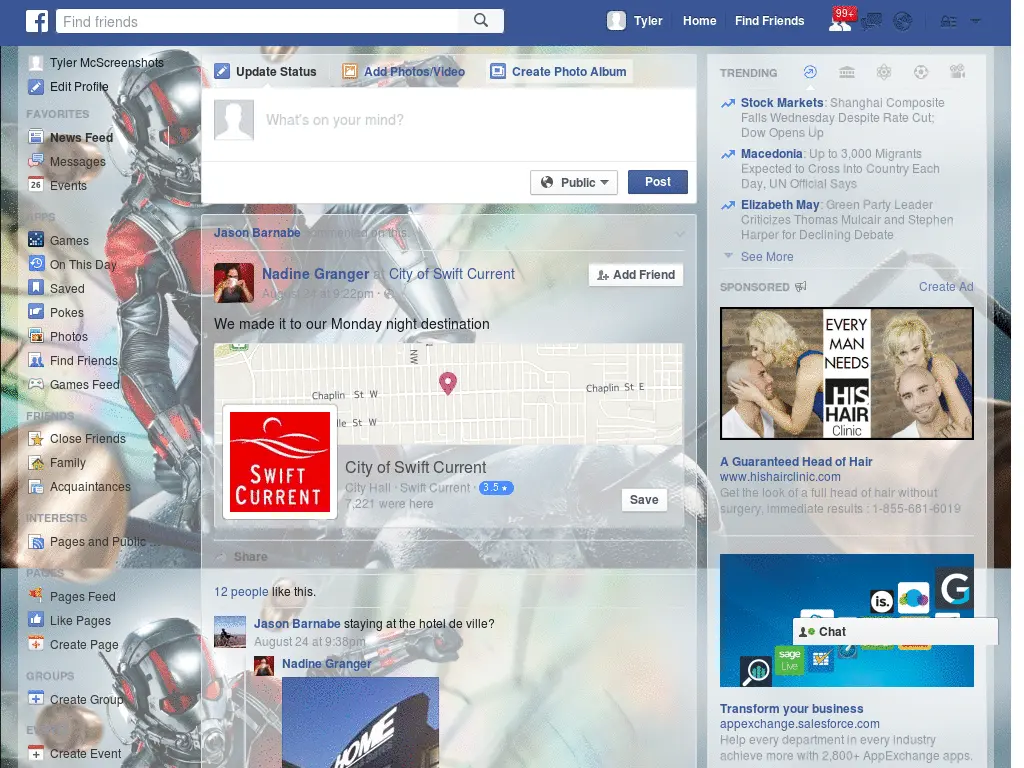 Find friends
Tyler
Home
Find Friends
99+
Tyler McScreenshots
Edit Profile
FAVORITES
News Feed
Messages
2
26
Events
APPS
Games
On This Day
Saved
Pokes
Photos
Find Friends
Games Feed
FRIENDS
Close Friends
Family
Acquaintances
INTERESTS
Pages and Public ...
PAGES
Pages Feed
Like Pages
Create Page
GROUPS
Create Group
Create Event
Update Status
Add Photos/Video
Create Photo Album
What's on your mind?
Public
Post
Jason Barnabe commented on this.
Nadine Granger at City of Swift Current
August 24 at 9:22pm ·
Add Friend
We made it to our Monday night destination
NW
Chaplin St W
Chaplin St E
lle St W
SWIFT
CURRENT
City of Swift Current
City Hall · Swift Current · 3.5 ★
7,221 were here
Save
Share
12 people like this.
Jason Barnabe staying at the hotel de ville?
August 24 at 9:38pm
Nadine Granger
HOME
TRENDING
Stock Markets: Shanghai Composite
Falls Wednesday Despite Rate Cut;
Dow Opens Up
Macedonia: Up to 3,000 Migrants
Expected to Cross into Country Each
Day, UN Official Says
Elizabeth May: Green Party Leader
Criticizes Thomas Mulcair and Stephen
Harper for Declining Debate
See More
SPONSORED
Create Ad
EVERY
MAN
NEEDS
HIS
HAIR
Clinic
A Guaranteed Head of Hair
www.hishairclinic.com
Get the look of a full head of hair without
surgery, immediate results : 1-855-681-6019
is.
G
Chat
sage
Live
Transform your business
appexchange.salesforce.com
Help every department in every industry
achieve more with 2,800+ AppExchange apps.